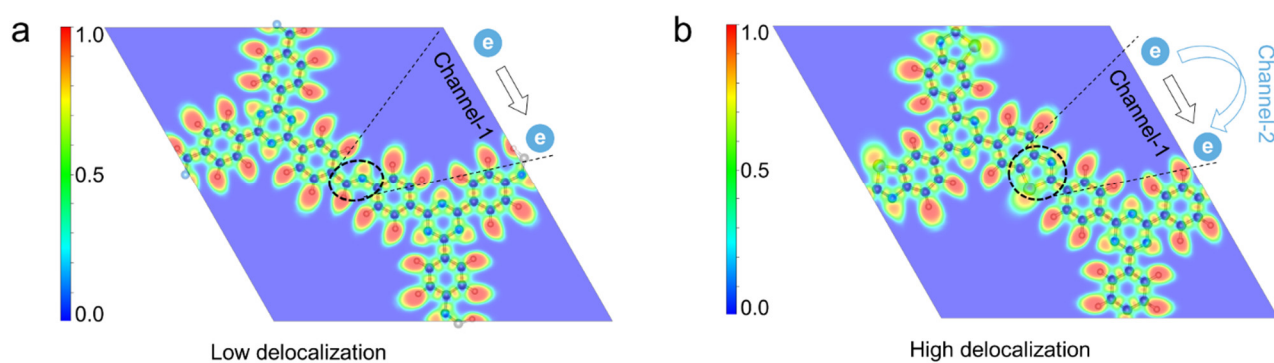 a
1.0
0.5
0.0
e
Channel-1
e
Low delocalization
b
1.0
0.5
0.0
e
Channel-1
Channel-2
e
High delocalization